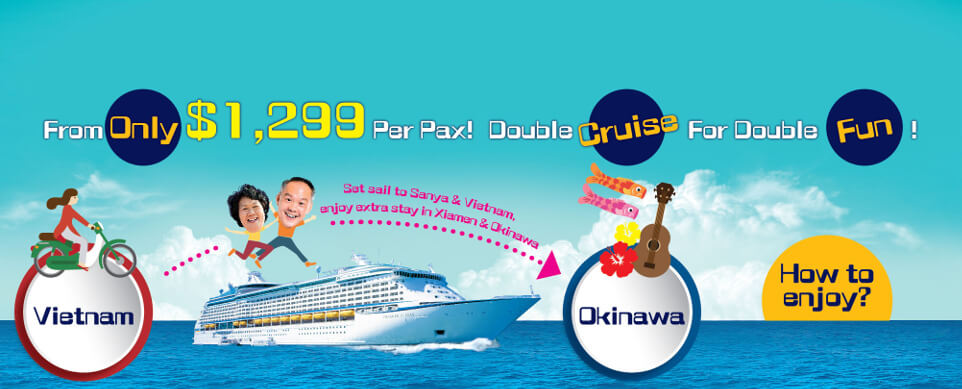 From Only $1,299 Per Pax! Double Cruise For Double Fun !
Set sail to Sanya & Vietnam,
enjoy extra stay in Xiamen & Okinawa
Vietnam
Okinawa
How to
enjoy?